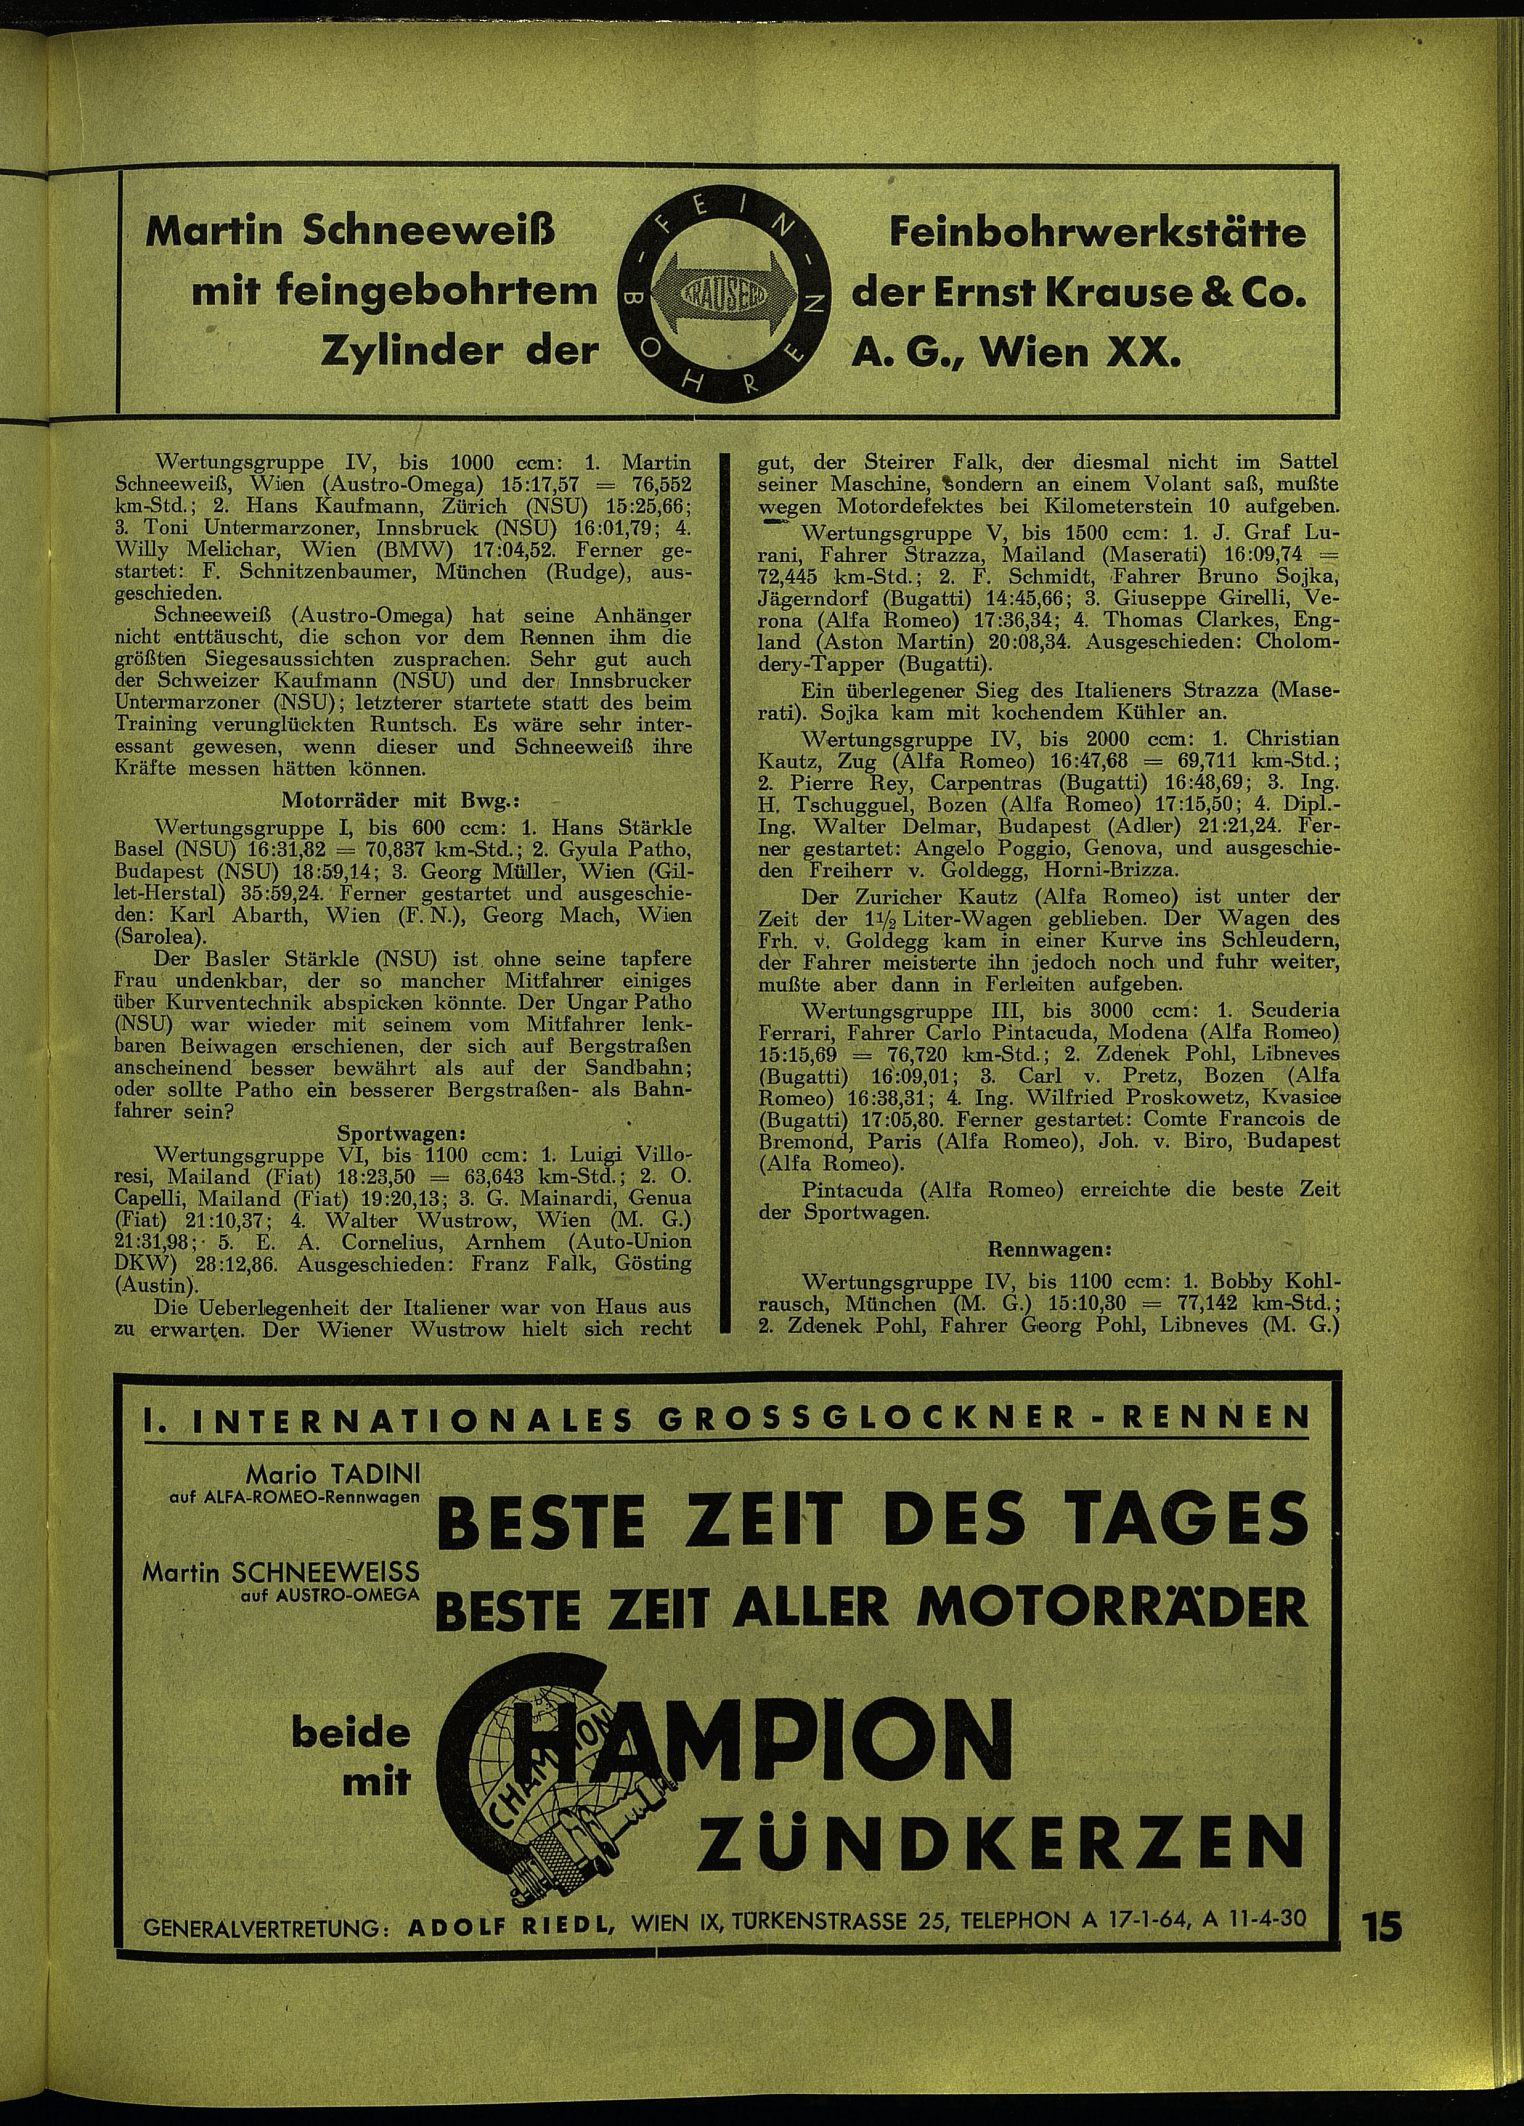 Martin Schneeweiß
mit feingebohrtem
Zylinder der
FEIN-BOHREN-
KRAUSECO
Feinbohrwerkstätte
der Ernst Krause & Co.
A. G., Wien XX.
Wertungsgruppe IV, bis 1000 ccm: 1. Martin
Schneeweiß, Wien (Austro-Omega) 15:17,57 = 76,552
km-Std.; 2. Hans Kaufmann, Zürich (NSU) 15:25,66;
3. Toni Untermarzoner, Innsbruck (NSU) 16:01,79; 4.
Willy Melichar, Wien (BMW) 17:04,52. Ferner ge-
startet: F. Schnitzenbaumer, München (Rudge), aus-
geschieden.
Schneeweiß (Austro-Omega) hat seine Anhänger
nicht enttäuscht, die schon vor dem Rennen ihm die
größten Siegesaussichten zusprachen. Sehr gut auch
der Schweizer Kaufmann (NSU) und der Innsbrucker
Untermarzoner (NSU); letzterer startete statt des beim
Training verunglückten Runtsch. Es wäre sehr inter-
essant gewesen, wenn dieser und Schneeweiß ihre
Kräfte messen hätten können.
Motorräder mit Bwg.:
Wertungsgruppe I, bis 600 ccm: 1. Hans Stärkle
Basel (NSU) 16:31,82 = 70,837 km-Std.; 2. Gyula Patho,
Budapest (NSU) 18:59,14; 3. Georg Müller, Wien (Gil-
let-Herstal) 35:59,24. Ferner gestartet und ausgeschie-
den: Karl Abarth, Wien (F. N.), Georg Mach, Wien
(Sarolea).
Der Basler Stärkle (NSU) ist ohne seine tapfere
Frau undenkbar, der so mancher Mitfahrer einiges
über Kurventechnik abspicken könnte. Der Ungar Patho
(NSU) war wieder mit seinem vom Mitfahrer lenk-
baren Beiwagen erschienen, der sich auf Bergstraßen
anscheinend besser bewährt als auf der Sandbahn;
oder sollte Patho ein besserer Bergstraßen- als Bahn-
fahrer sein?
Sportwagen:
Wertungsgruppe VI, bis 1100 ccm: 1. Luigi Villo-
resi, Mailand (Fiat) 18:23,50 = 63,643 km-Std.; 2. O.
Capelli, Mailand (Fiat) 19:20,13; 3. G. Mainardi, Genua
(Fiat) 21:10,37; 4. Walter Wustrow, Wien (M. G.)
21:31,98; 5. E. A. Cornelius, Arnhem (Auto-Union
DKW) 28:12,86. Ausgeschieden: Franz Falk, Gösting
(Austin).
Die Ueberlegenheit der Italiener war von Haus aus
zu erwarten. Der Wiener Wustrow hielt sich recht
gut, der Steirer Falk, der diesmal nicht im Sattel
seiner Maschine, sondern an einem Volant saß, mußte
wegen Motordefektes bei Kilometerstein 10 aufgeben.
Wertungsgruppe V, bis 1500 ccm: 1. J. Graf Lu-
rani, Fahrer Strazza, Mailand (Maserati) 16:09,74 =
72,445 km-Std.; 2. F. Schmidt, Fahrer Bruno Sojka,
Jägerndorf (Bugatti) 14:45,66; 3. Giuseppe Girelli, Ve-
rona (Alfa Romeo) 17:36,34; 4. Thomas Clarkes, Eng-
land (Aston Martin) 20:08,34. Ausgeschieden: Cholom-
dery-Tapper (Bugatti).
Ein überlegener Sieg des Italieners Strazza (Mase-
rati). Sojka kam mit kochendem Kühler an.
Wertungsgruppe IV, bis 2000 ccm: 1. Christian
Kautz, Zug (Alfa Romeo) 16:47,68 = 69,711 km-Std.;
2. Pierre Rey, Carpentras (Bugatti) 16:48,69; 3. Ing.
H. Tschugguel, Bozen (Alfa Romeo) 17:15,50; 4. Dipl.-
Ing. Walter Delmar, Budapest (Adler) 21:21,24. Fer-
ner gestartet: Angelo Poggio, Genova, und ausgeschie-
den Freiherr v. Goldegg, Horni-Brizza.
Der Zuricher Kautz (Alfa Romeo) ist unter der
Zeit der 1½ Liter-Wagen geblieben. Der Wagen des
Frh. v. Goldegg kam in einer Kurve ins Schleudern,
der Fahrer meisterte ihn jedoch noch und fuhr weiter,
mußte aber dann in Ferleiten aufgeben.
Wertungsgruppe III, bis 3000 ccm: 1. Scuderia
Ferrari, Fahrer Carlo Pintacuda, Modena (Alfa Romeo)
15:15,69 = 76,720 km-Std.; 2. Zdenek Pohl, Libneves
(Bugatti) 16:09,01; 3. Carl v. Pretz, Bozen (Alfa
Romeo) 16:38,31; 4. Ing. Wilfried Proskowetz, Kvasice
(Bugatti) 17:05,80. Ferner gestartet: Comte Francois de
Bremond, Paris (Alfa Romeo), Joh. v. Biro, Budapest
(Alfa Romeo).
Pintacuda (Alfa Romeo) erreichte die beste Zeit
der Sportwagen.
Rennwagen:
Wertungsgruppe IV, bis 1100 ccm: 1. Bobby Kohl-
rausch, München (M. G.) 15:10,30 = 77,142 km-Std.;
2. Zdenek Pohl, Fahrer Georg Pohl, Libneves (M. G.)
I. INTERNATIONALES GROSSGLOCKNER-RENNEN
Mario TADINI
auf ALFA-ROMEO-Rennwagen
BESTE ZEIT DES TAGES
Martin SCHNEEWEISS
auf AUSTRO-OMEGA
BESTE ZEIT ALLER MOTORRÄDER
beide
mit
CHAMPION
CHAMPION
ZÜNDKERZEN
GENERALVERTRETUNG: ADOLF RIEDL, WIEN IX, TÜRKENSTRASSE 25, TELEPHON A 17-1-64, A 11-4-30
15